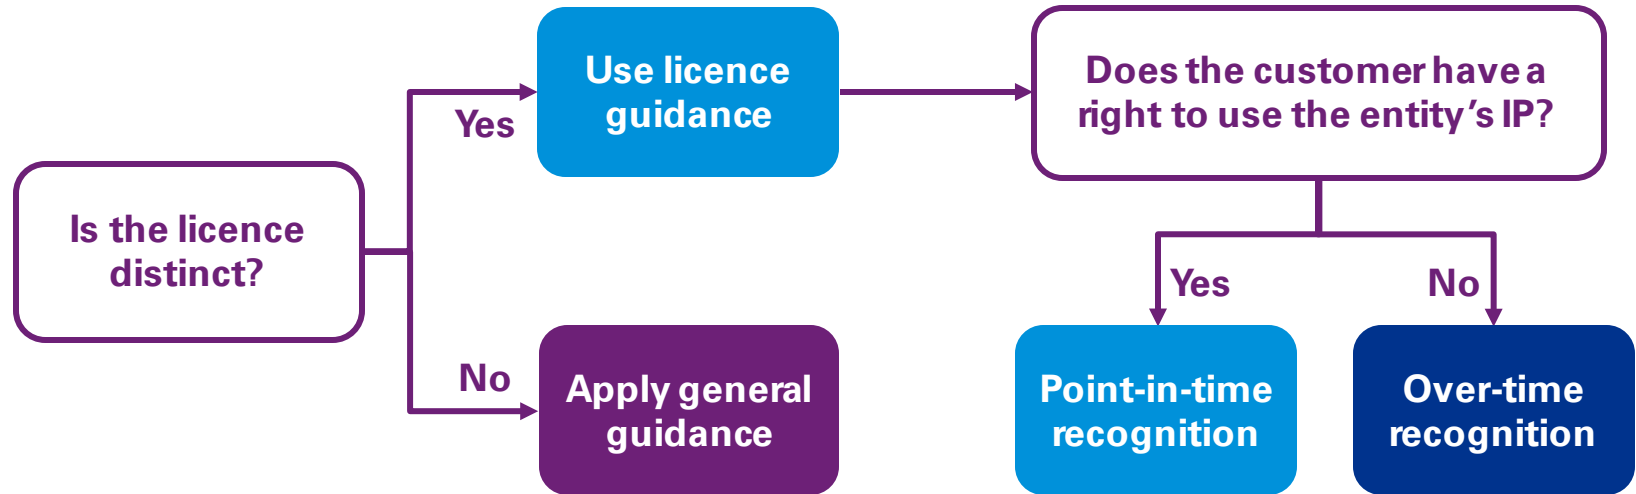 Is the licence
distinct?
Yes
Use licence
guidance
Does the customer have a
right to use the entity’s IP?
No
Apply general
guidance
Yes
Point-in-time
recognition
No
Over-time
recognition